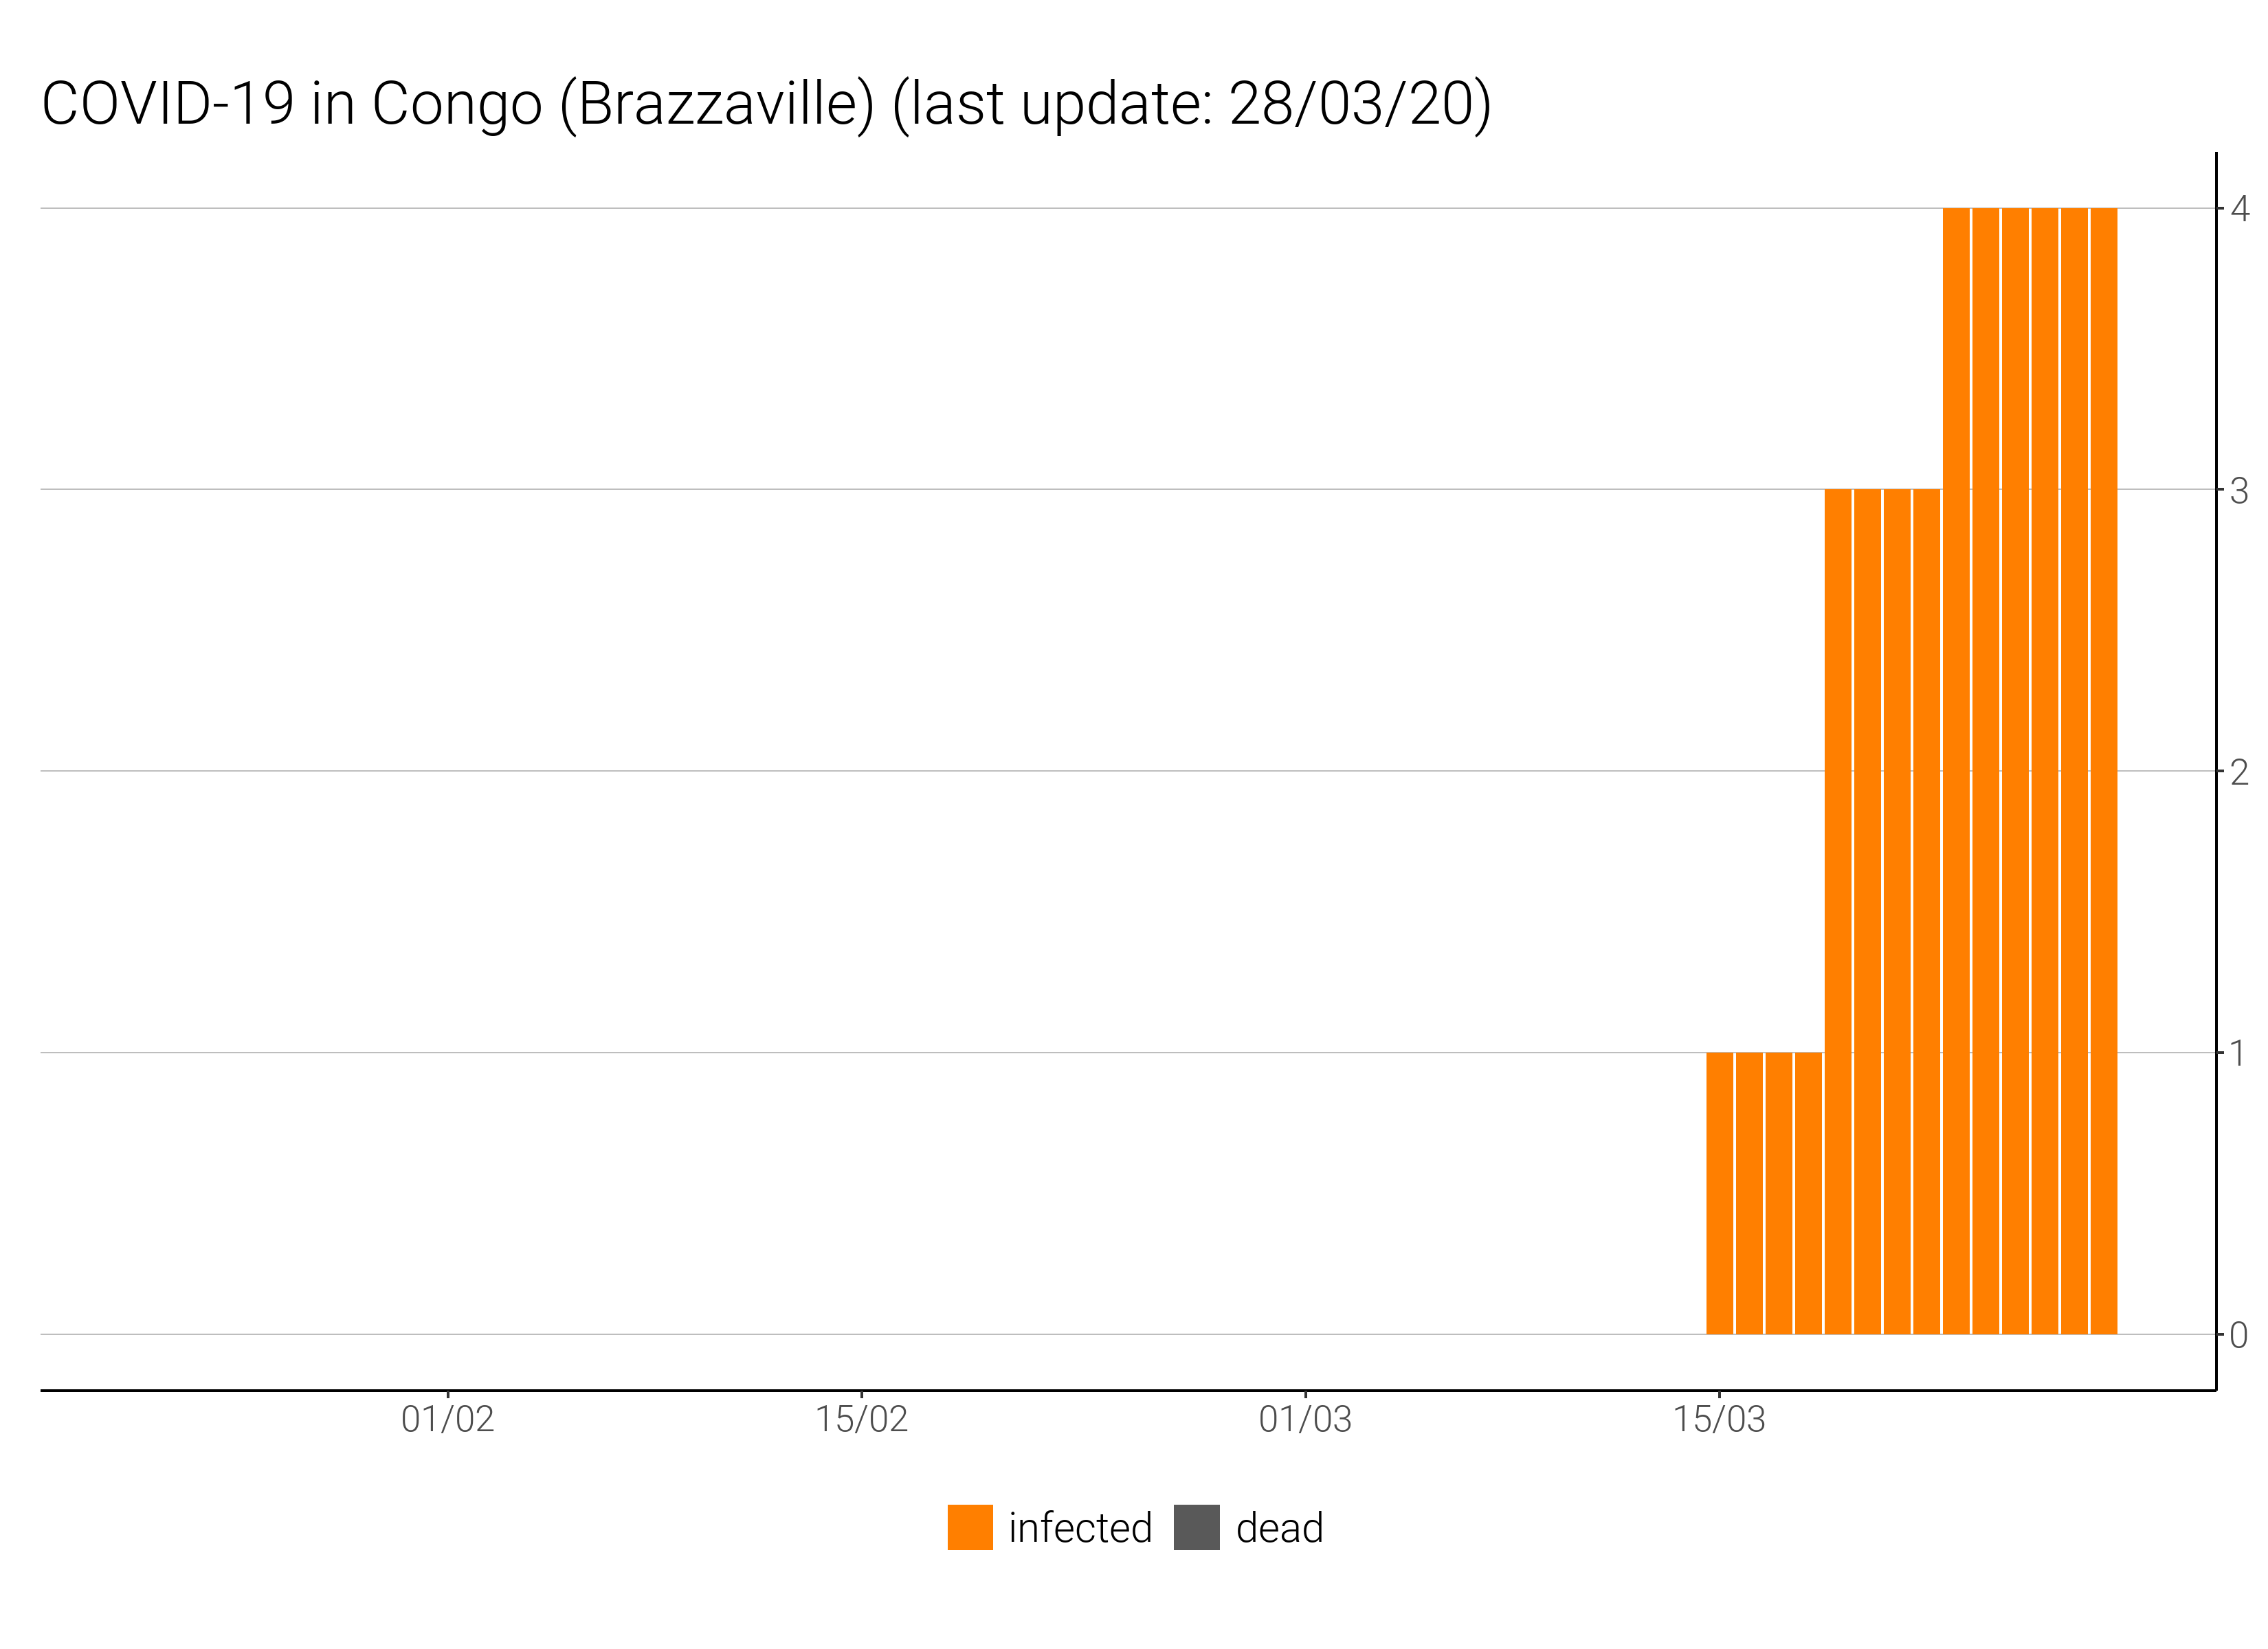 COVID-19 in Congo (Brazzaville) (last update: 28/03/20)
4
3
2
1
0
01/02 15/02 01/03 15/03
infected dead